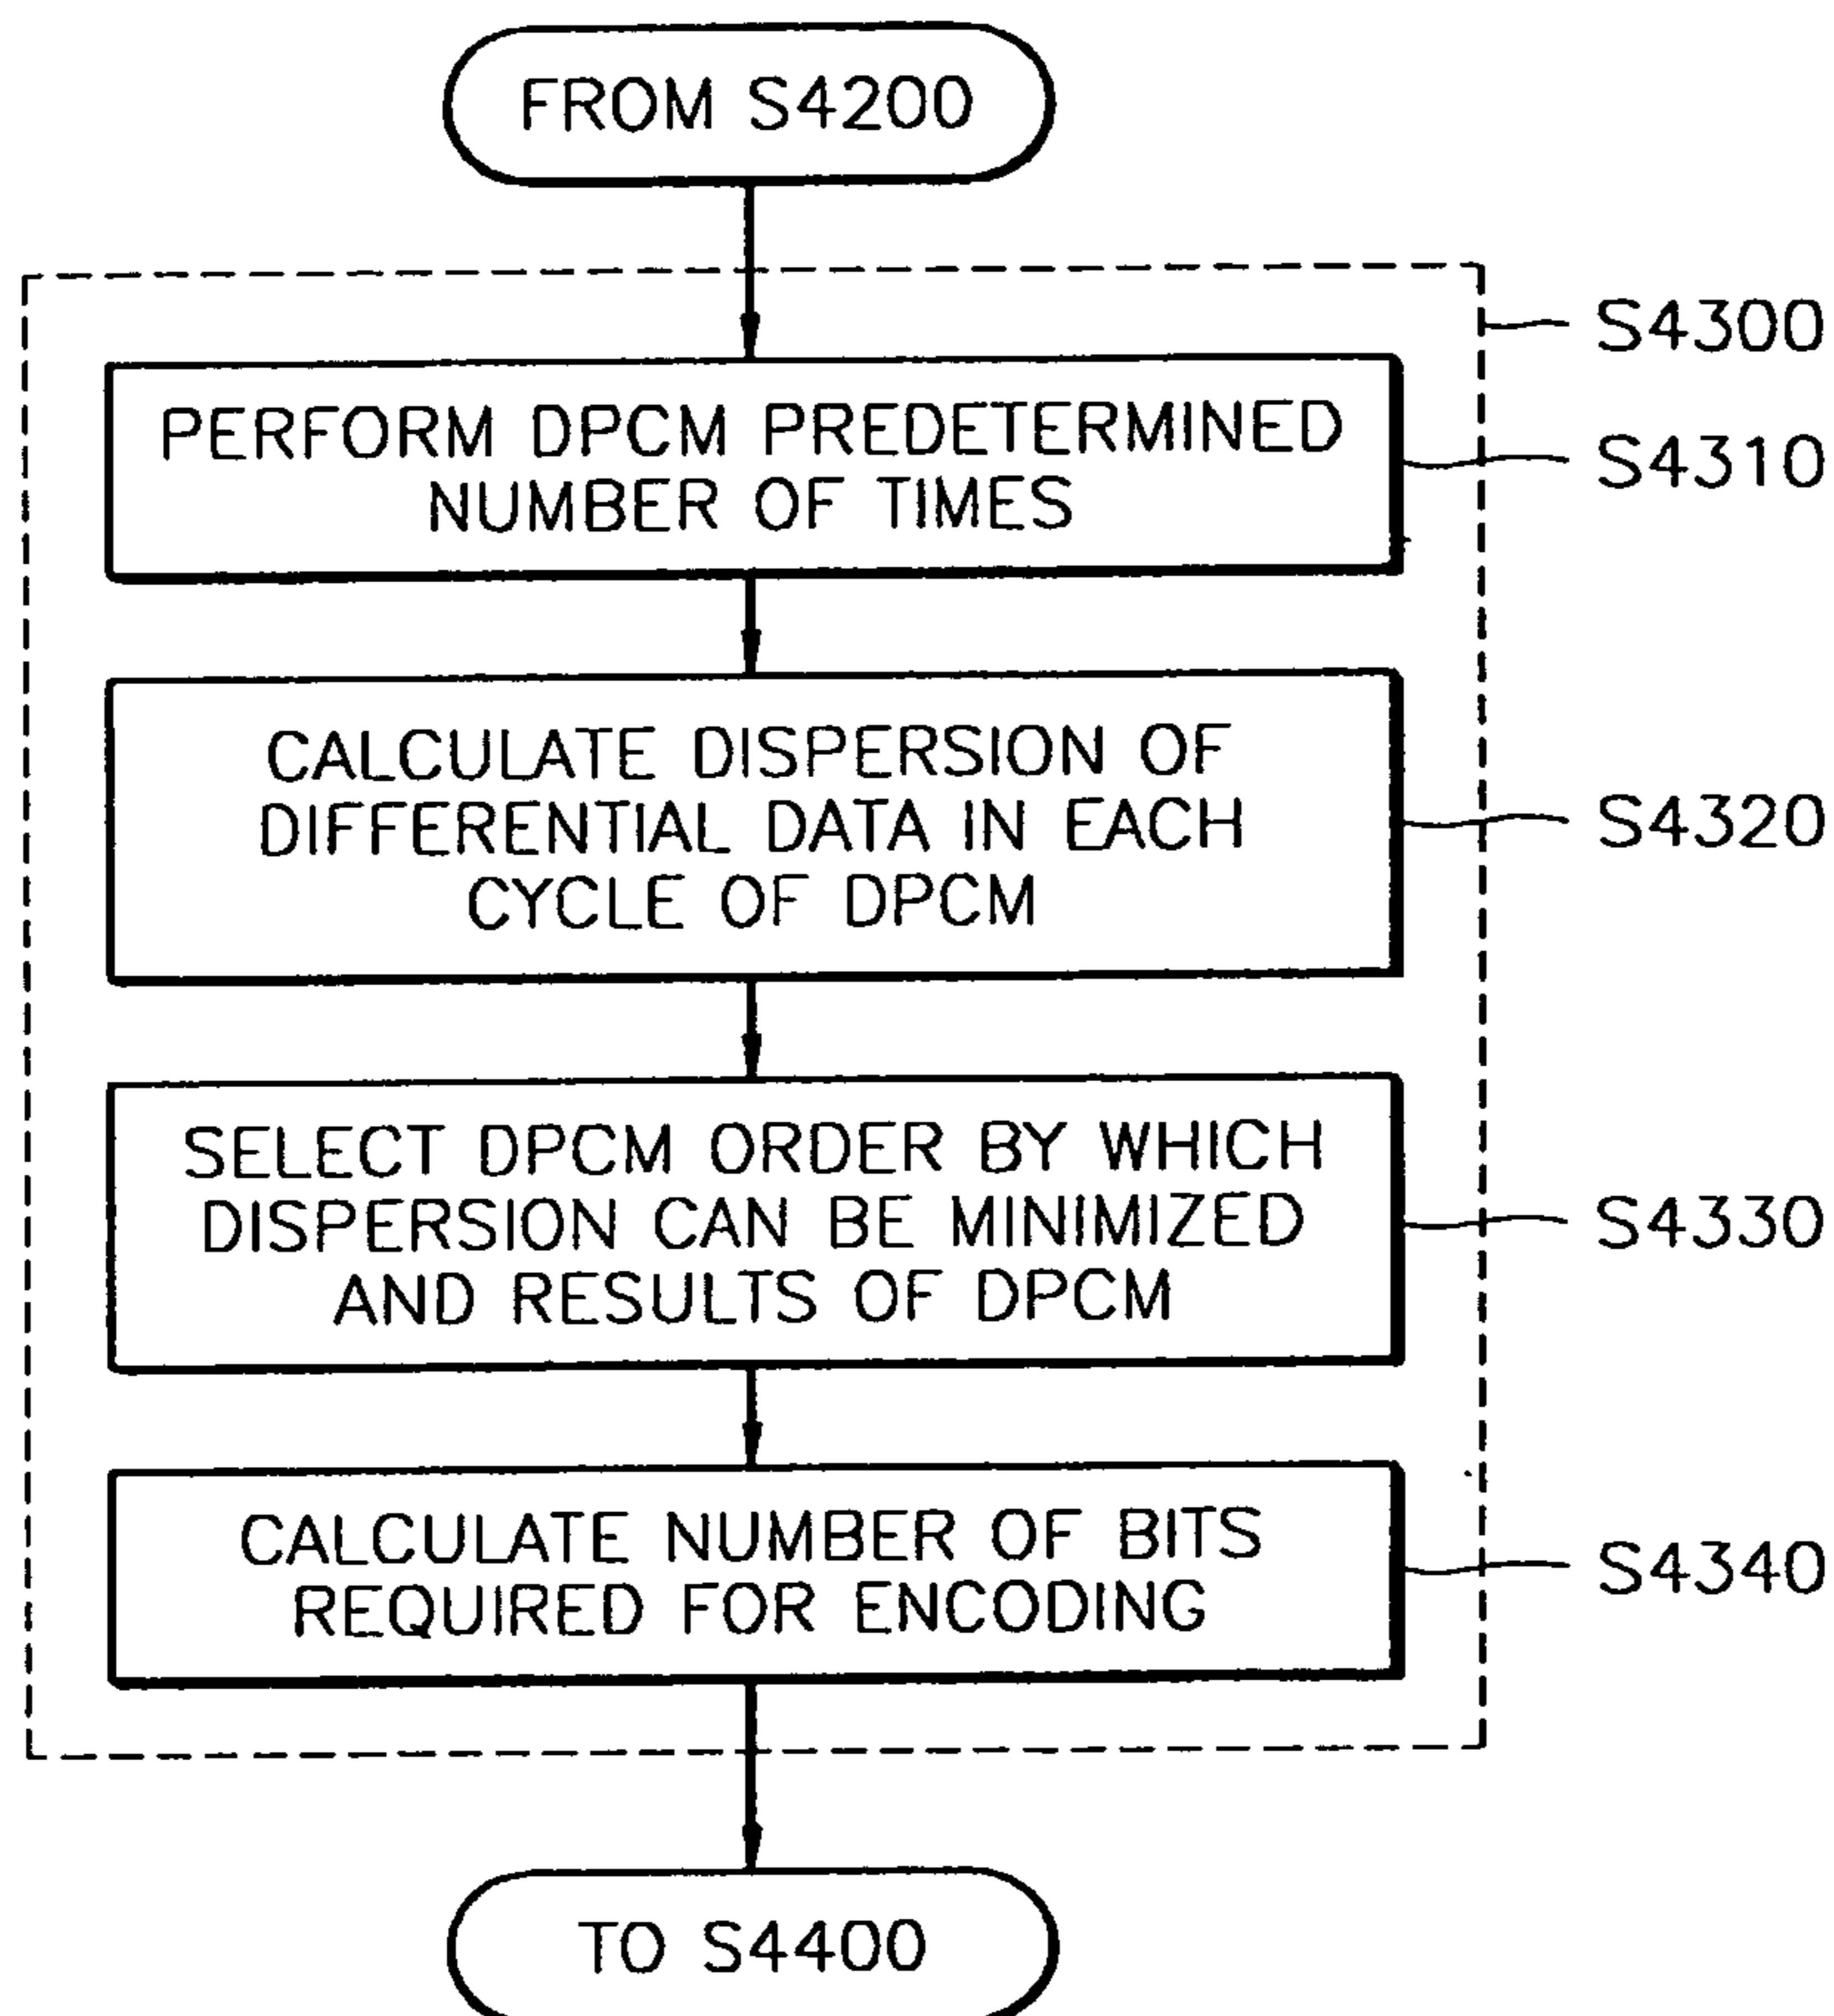 FROM S4200
S4300
PERFORM DPCM PREDETERMINED
NUMBER OF TIMES
S4310
CALCULATE DISPERSION OF
DIFFERENTIAL DATA IN EACH
CYCLE OF DPCM
S4320
SELECT DPCM ORDER BY WHICH
DISPERSION CAN BE MINIMIZED
AND RESULTS OF DPCM
S4330
CALCULATE NUMBER OF BITS
REQUIRED FOR ENCODING
S4340
TO S4400